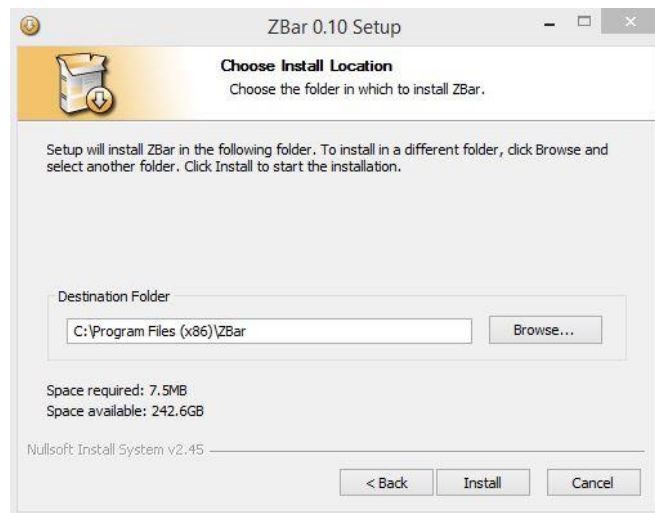 ZBar 0.10 Setup
Choose Install Location
Choose the folder in which to install ZBar.
Setup will install ZBar in the following folder. To install in a different folder, click Browse and
select another folder. Click Install to start the installation.
Destination Folder
C:\Program Files (x86)\ZBar
Browse...
Space required: 7.5MB
Space available: 242.6GB
Nullsoft Install System v2.45
< Back Install Cancel